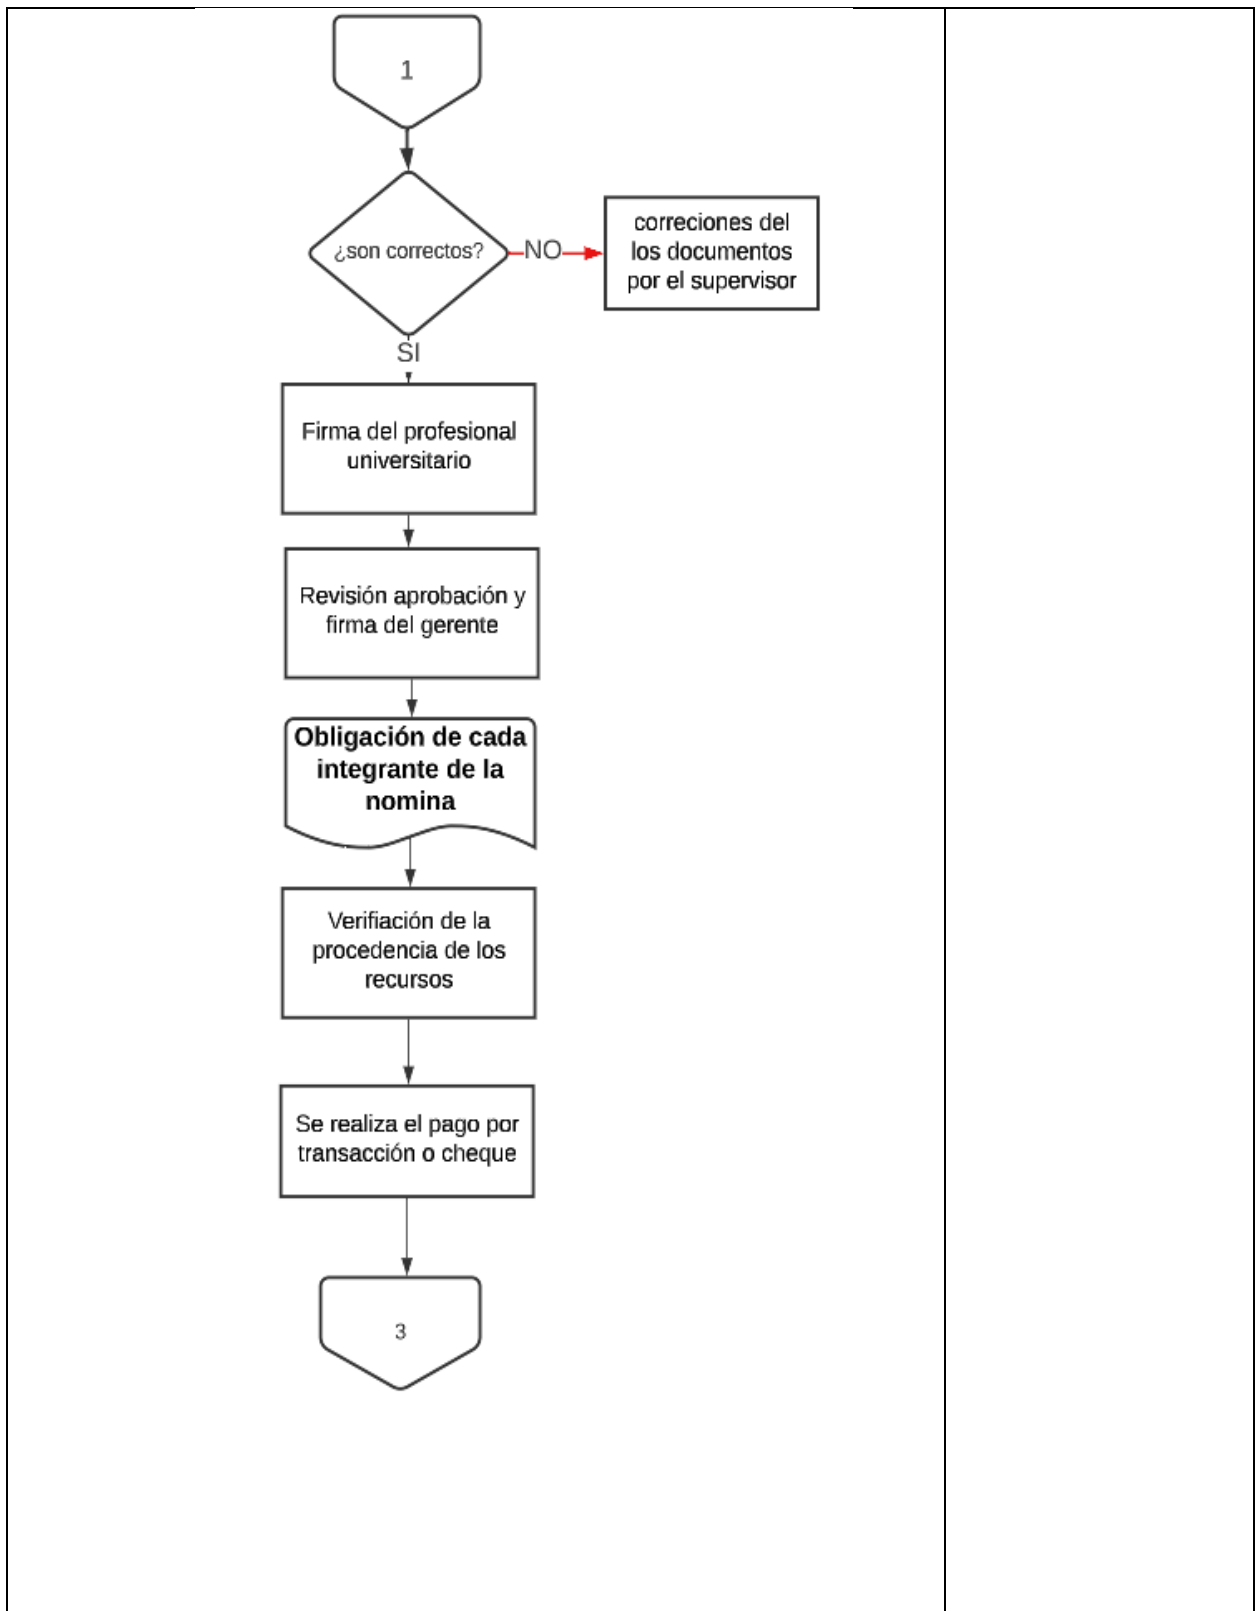 1
¿son correctos?
NO
correciones del
los documentos
por el supervisor
SI
Firma del profesional
universitario
Revisión aprobación y
firma del gerente
Obligación de cada
integrante de la
nomina
Verifiación de la
procedencia de los
recursos
Se realiza el pago por
transacción o cheque
3